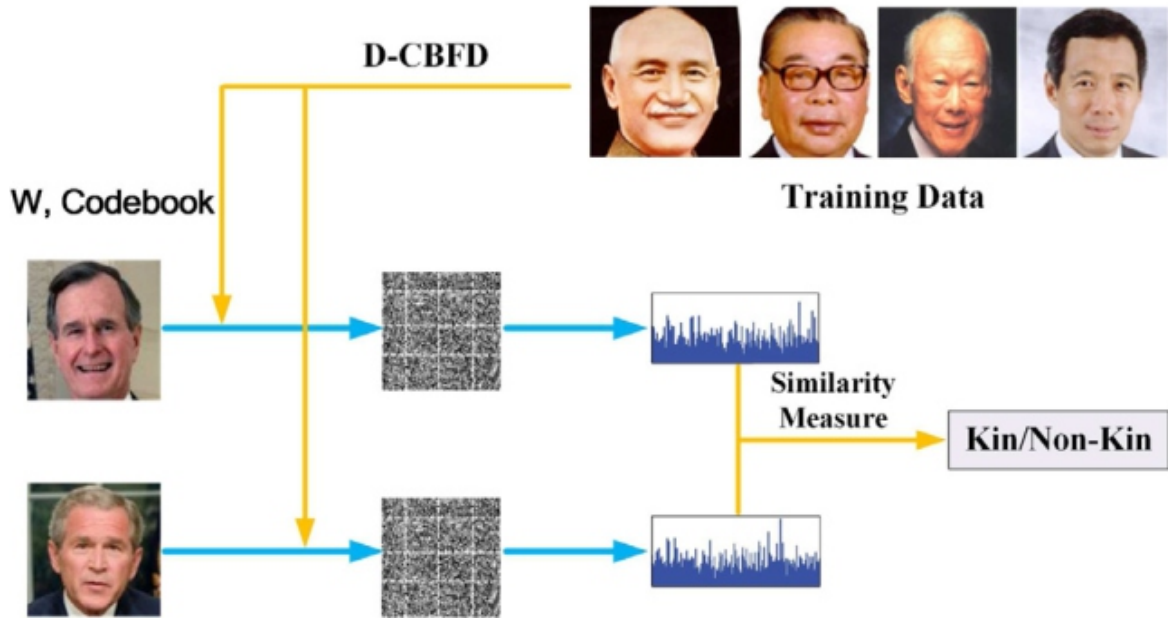 D-CBFD
Training Data
W, Codebook
Similarity
Measure
Kin/Non-Kin